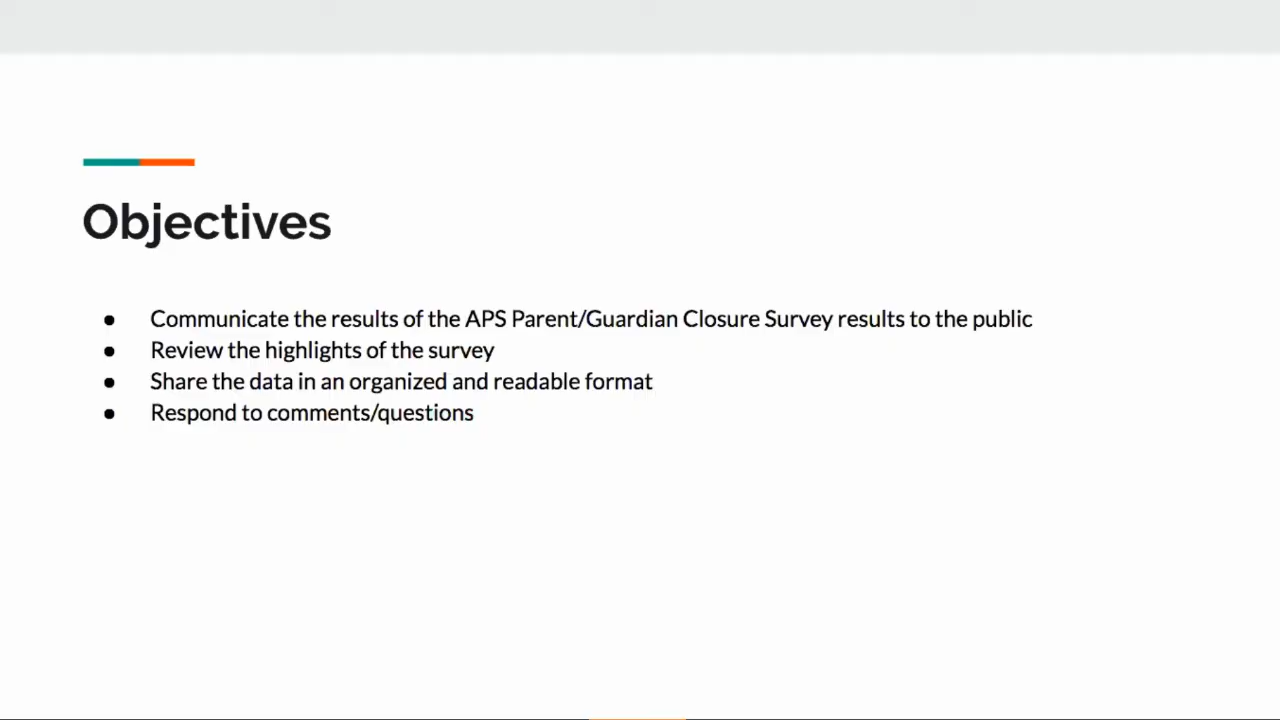 Objectives
● Communicate the results of the APS Parent/Guardian Closure Survey results to the public
● Review the highlights of the survey
● Share the data in an organized and readable format
● Respond to comments/questions